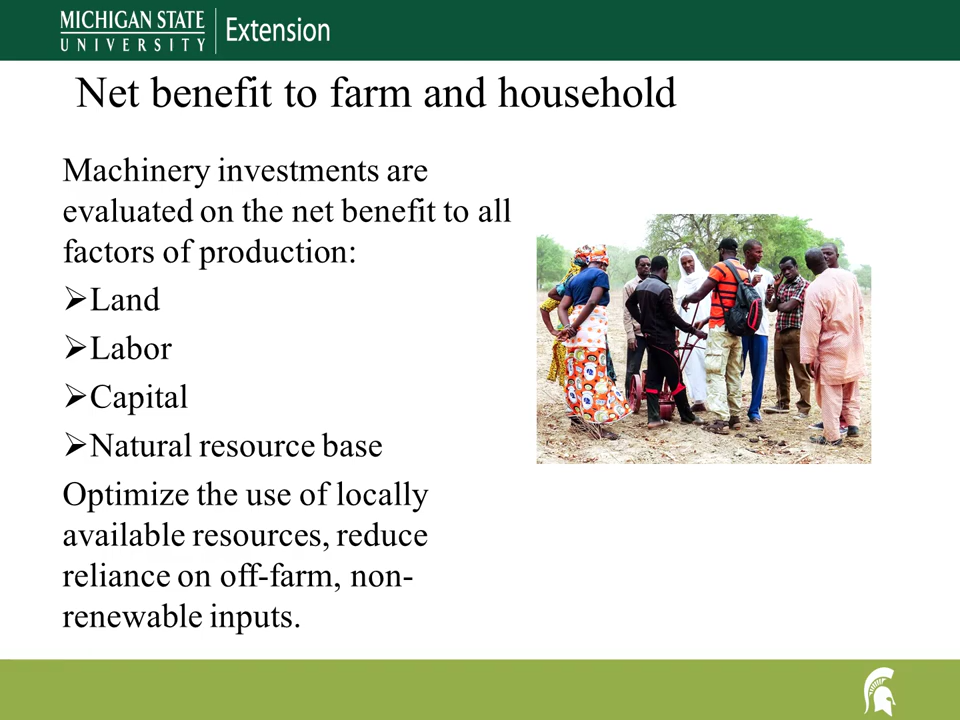 MICHIGAN STATE
UNIVERSITY
Extension
Net benefit to farm and household
Machinery investments are
evaluated on the net benefit to all
factors of production:
➢Land
➢Labor
➢Capital
➢Natural resource base
Optimize the use of locally
available resources, reduce
reliance on off-farm, non-
renewable inputs.